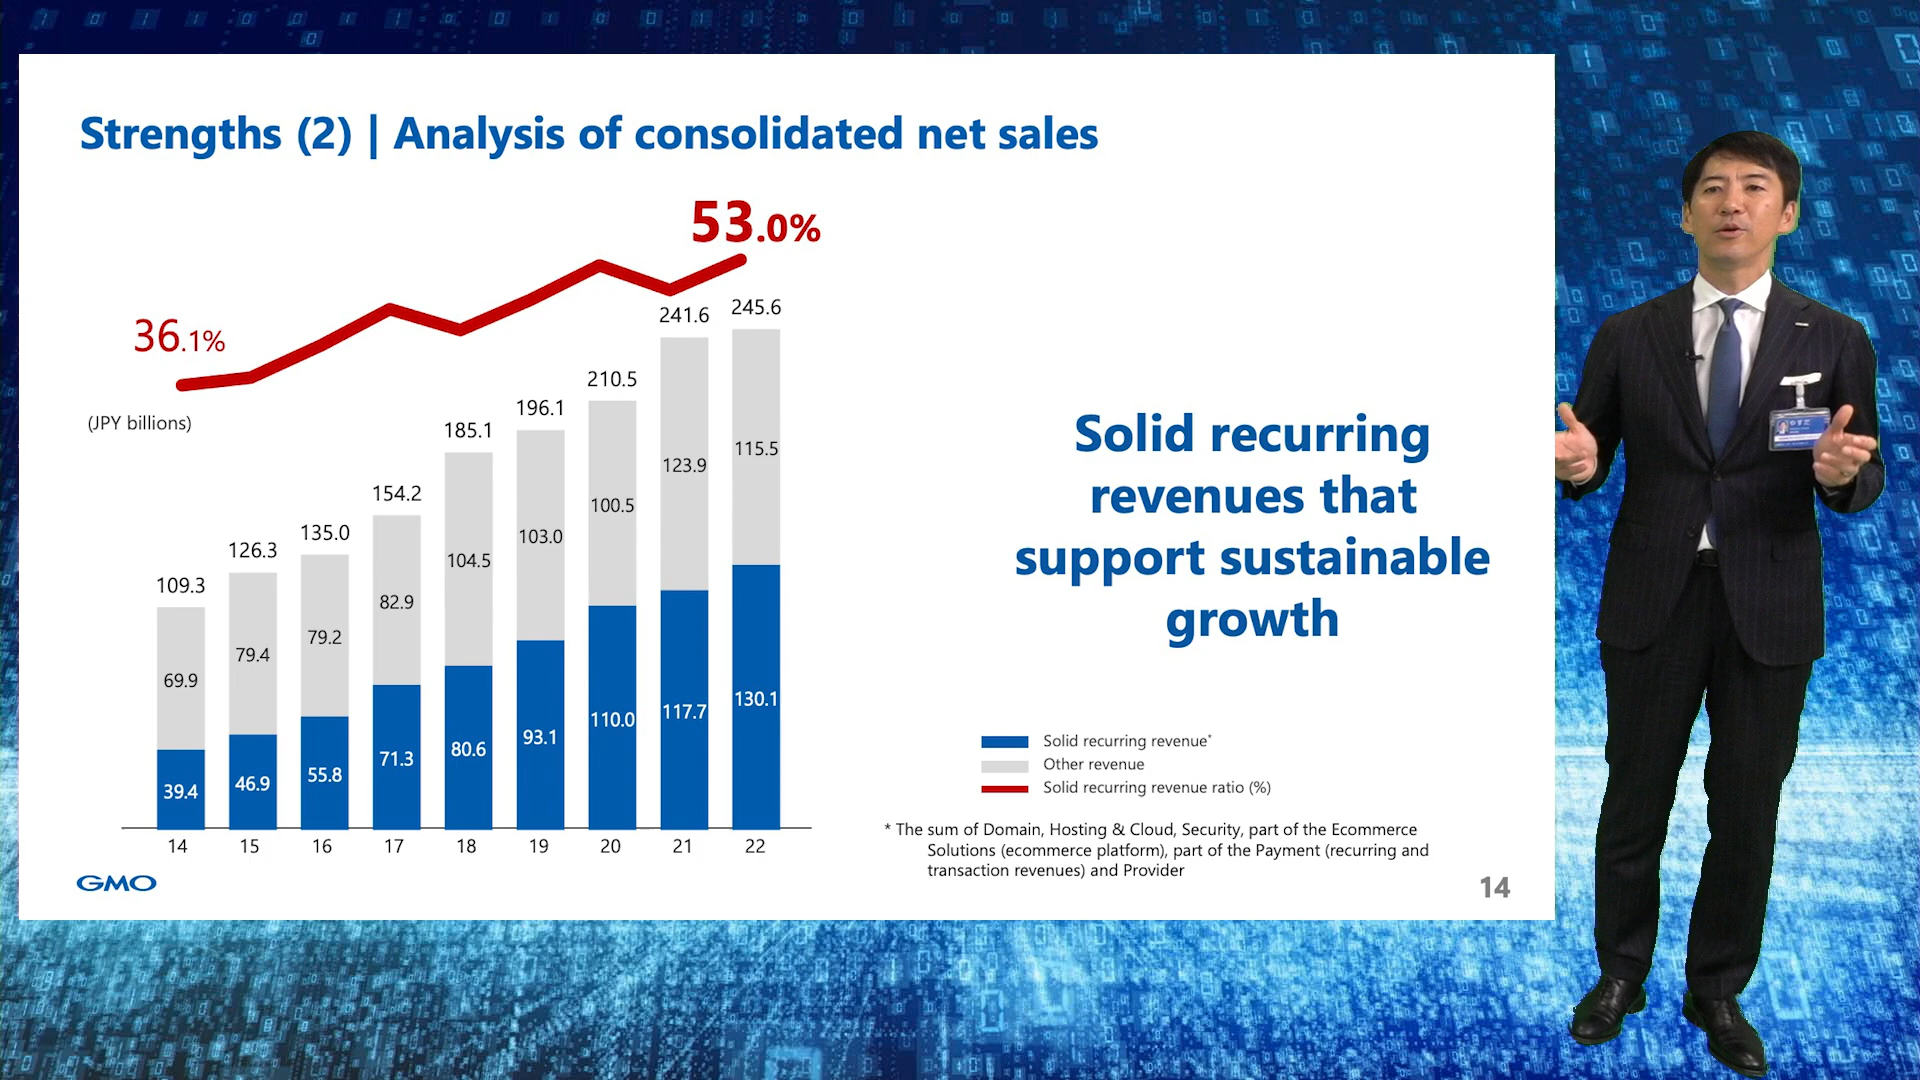 Strengths (2) | Analysis of consolidated net sales
53.0%
36.1%
(JPY billions)
109.3
126.3
135.0
154.2
185.1
196.1
210.5
241.6
245.6
69.9
79.4
79.2
82.9
104.5
103.0
100.5
123.9
115.5
39.4
46.9
55.8
71.3
80.6
93.1
110.0
117.7
130.1
14 15 16 17 18 19 20 21 22
Solid recurring
revenues that
support sustainable
growth
Solid recurring revenue*
Other revenue
Solid recurring revenue ratio (%)
* The sum of Domain, Hosting & Cloud, Security, part of the Ecommerce
Solutions (ecommerce platform), part of the Payment (recurring and
transaction revenues) and Provider
GMO
14